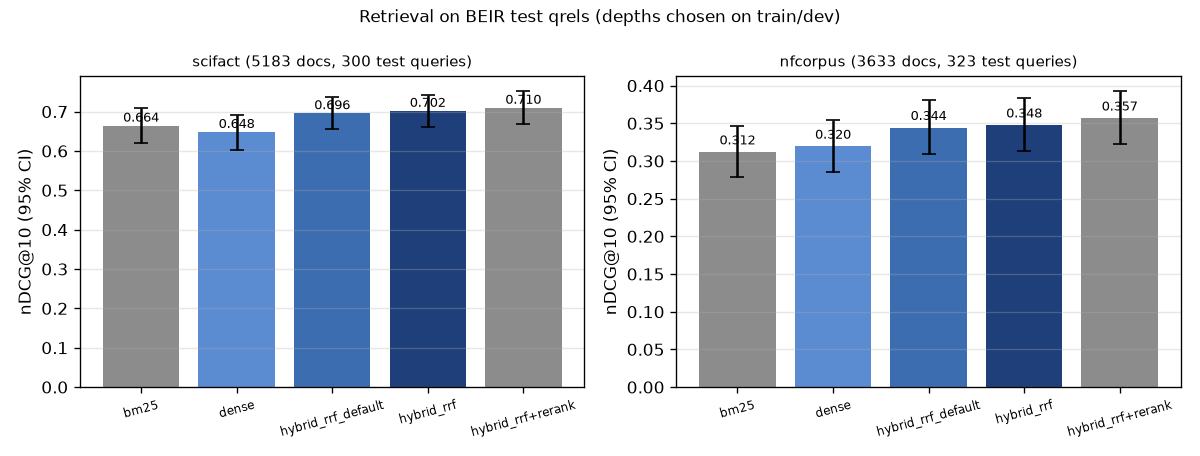 Retrieval on BEIR test qrels (depths chosen on train/dev)
scifact (5183 docs, 300 test queries)
nDCG@10 (95% CI)
0.7
0.6
0.5
0.4
0.3
0.2
0.1
0.0
0.664
0.648
0.696
0.702
0.710
bm25
dense
hybrid_rrf_default
hybrid_rrf
hybrid_rrf+rerank
nfcorpus (3633 docs, 323 test queries)
nDCG@10 (95% CI)
0.40
0.35
0.30
0.25
0.20
0.15
0.10
0.05
0.00
0.312
0.320
0.344
0.348
0.357
bm25
dense
hybrid_rrf_default
hybrid_rrf
hybrid_rrf+rerank